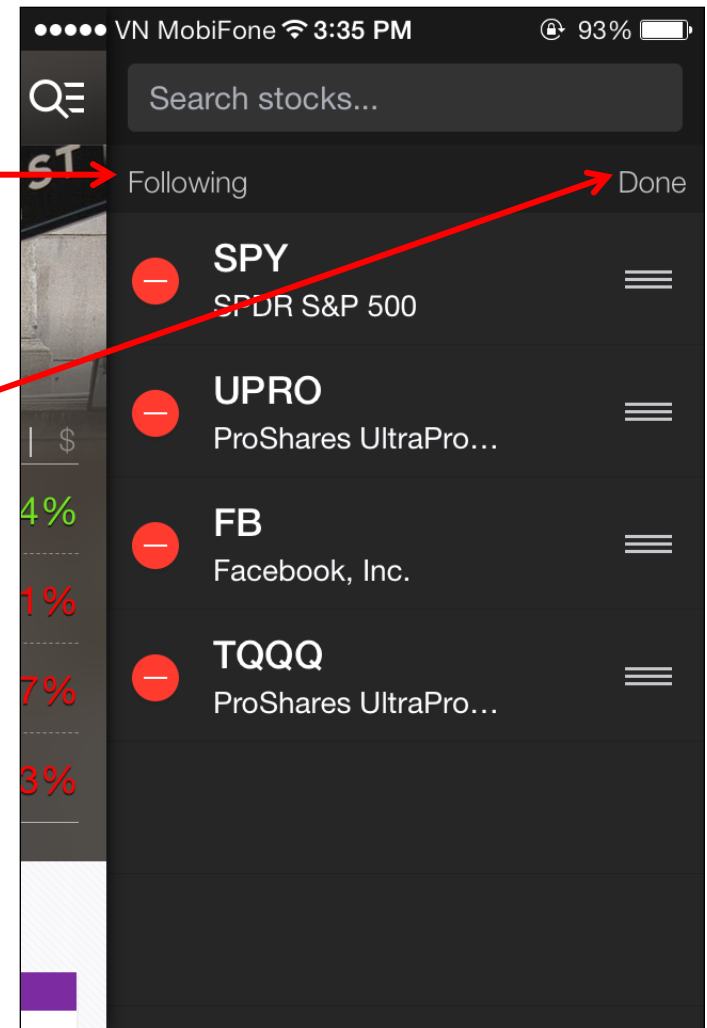 VN MobiFone 3:35 PM 93%
Search stocks...
ST
Following Done
SPY
SPDR S&P 500
UPRO
ProShares UltraPro...
| $
4%
FB
Facebook, Inc.
1%
TQQQ
7%
ProShares UltraPro...
3%